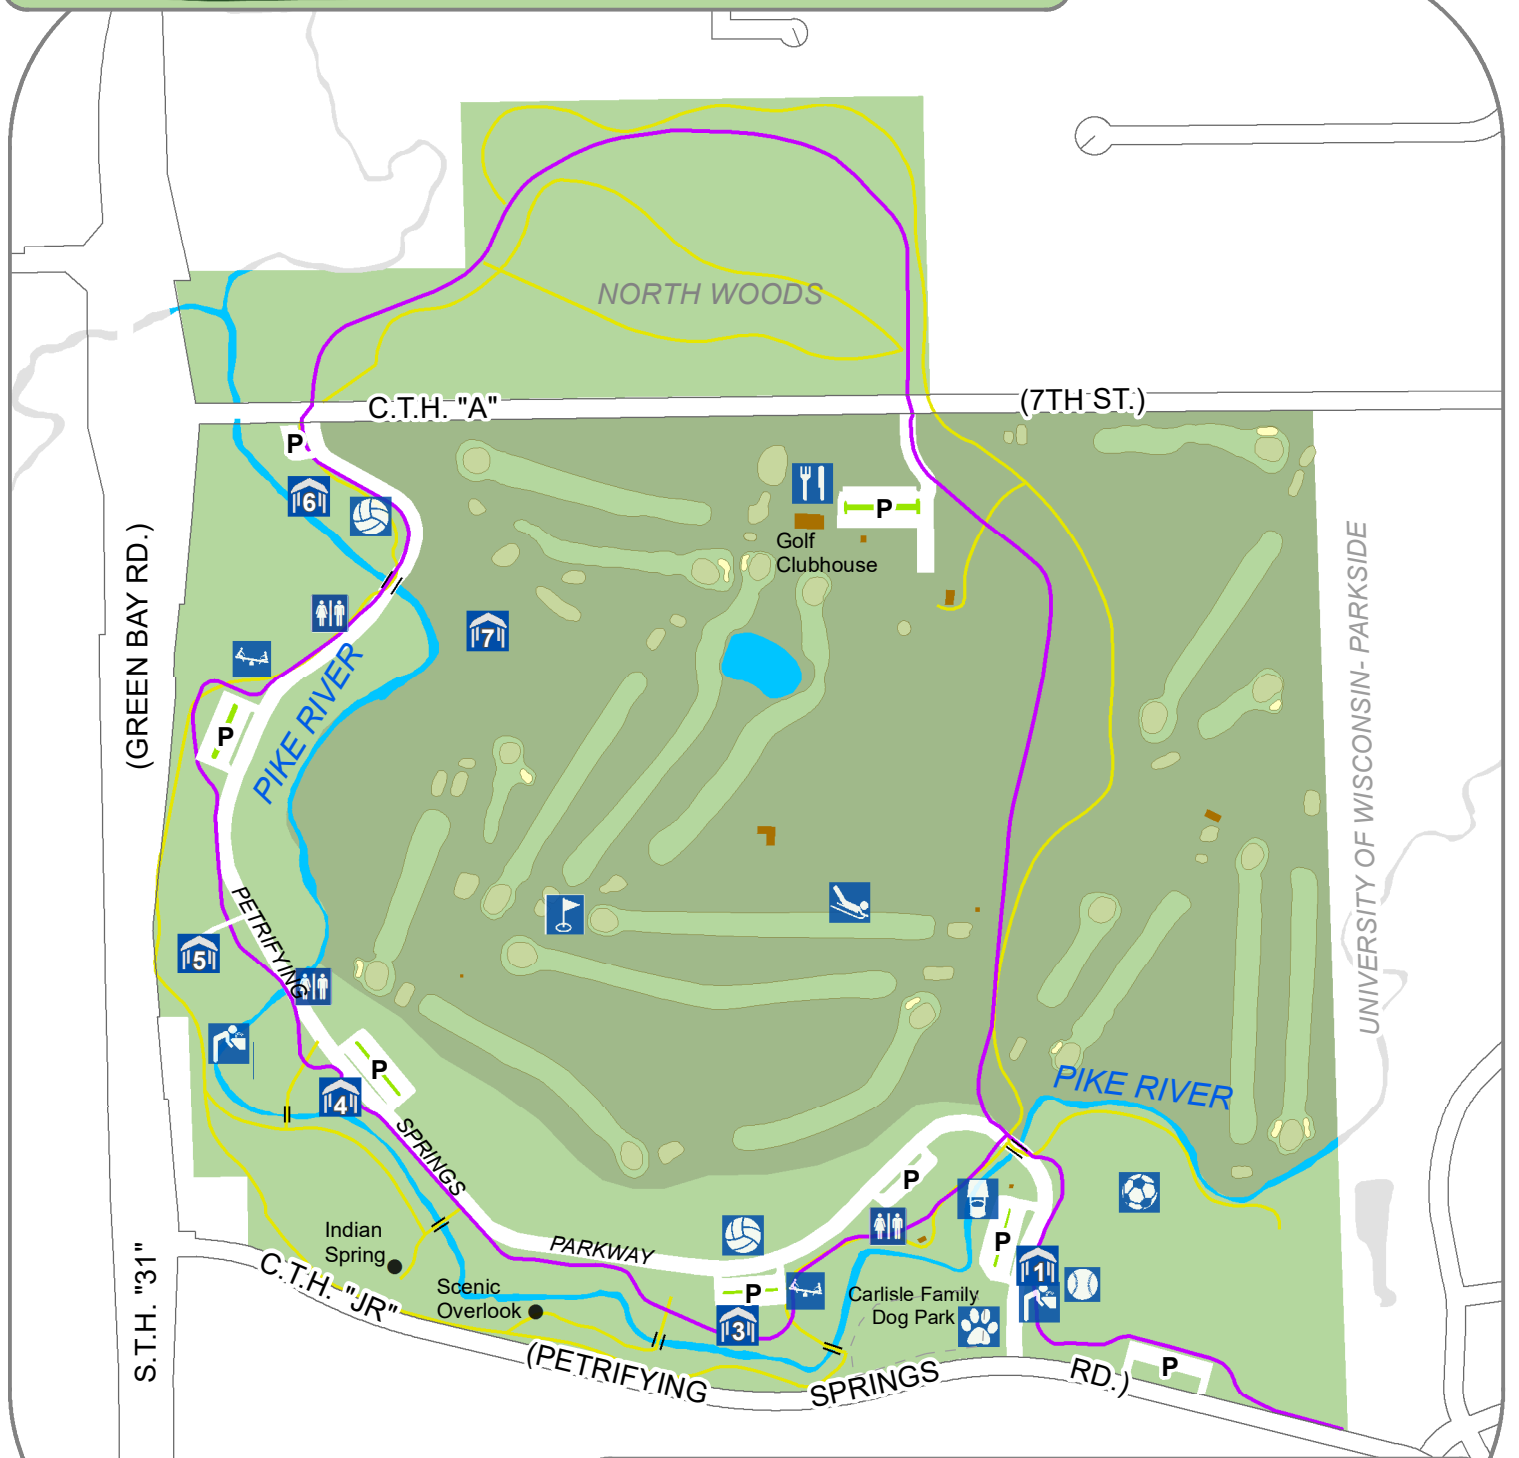 NORTH WOODS
C.T.H. "A"
(7TH ST.)
P
6
P
Golf
Clubhouse
(GREEN BAY RD.)
7
PIKE RIVER
P
UNIVERSITY OF WISCONSIN- PARKSIDE
PETRIFYING
5
P
4
PIKE RIVER
SPRINGS
P
Indian
Spring
PARKWAY
P
1
S.T.H. "31"
C.T.H. "JR"
Scenic
Overlook
P
3
Carlisle Family
Dog Park
(PETRIFYING
SPRINGS
RD.)
P